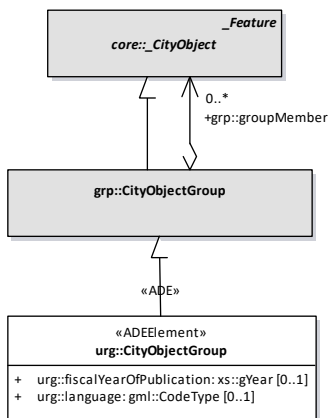 _Feature
core::_CityObject
0..*
+grp::groupMember
grp::CityObjectGroup
«ADE»
«ADEElement»
urg::CityObjectGroup
+ urg::fiscalYearOfPublication: xs::gYear [0..1]
+ urg::language: gml::CodeType [0..1]